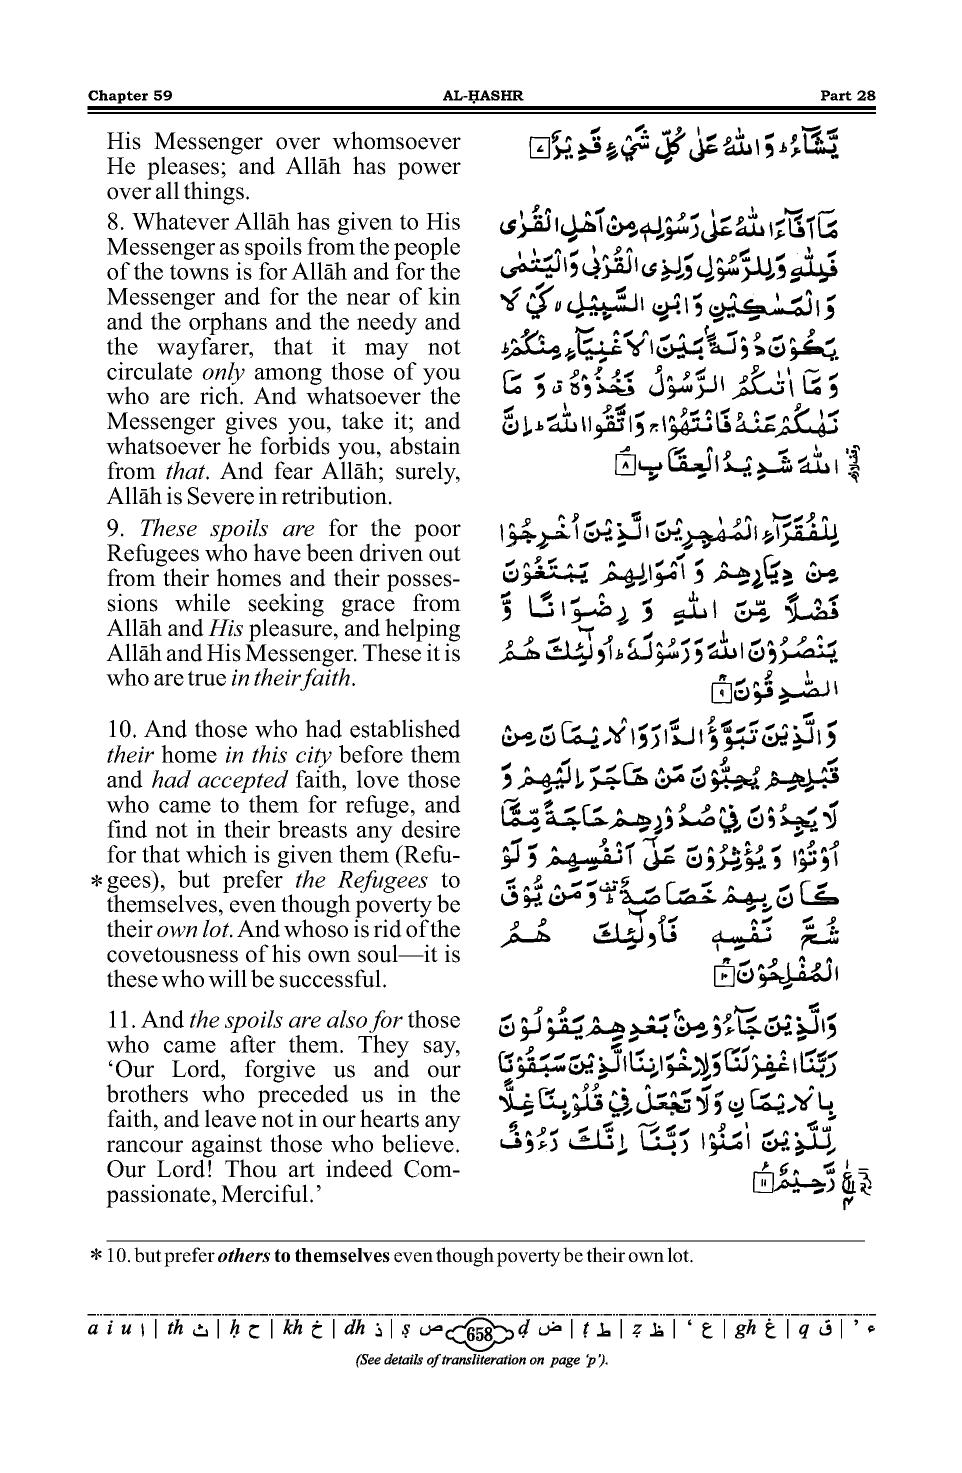 Chapter 59 AL-ḤASHR Part 28
His Messenger over whomsoever
He pleases; and Allāh has power
over all things.
يَّشَآءُ ؕ وَ اللّٰهُ عَلٰى كُلِّ شَيْءٍ قَدِيْرٌ ﴿۷﴾
8. Whatever Allāh has given to His
Messenger as spoils from the people
of the towns is for Allāh and for the
Messenger and for the near of kin
and the orphans and the needy and
the wayfarer, that it may not
circulate only among those of you
who are rich. And whatsoever the
Messenger gives you, take it; and
whatsoever he forbids you, abstain
from that. And fear Allāh; surely,
Allāh is Severe in retribution.
مَاۤ اَفَآءَ اللّٰهُ عَلٰى رَسُوْلِهٖ مِنْ اَهْلِ الْقُرٰى
فَلِلّٰهِ وَ لِلرَّسُوْلِ وَ لِذِى الْقُرْبٰى وَ الْيَتٰمٰى
وَ الْمَسٰكِيْنِ وَ ابْنِ السَّبِيْلِ ۙ كَيْ لَا
يَكُوْنَ دُوْلَةًۢ بَيْنَ الْاَغْنِيَآءِ مِنْكُمْ ؕ
وَ مَاۤ اٰتٰىكُمُ الرَّسُوْلُ فَخُذُوْهُ ۗ وَ مَا
نَهٰىكُمْ عَنْهُ فَانْتَهُوْا ۚ وَ اتَّقُوا اللّٰهَ ؕ اِنَّ
اللّٰهَ شَدِيْدُ الْعِقَابِ ﴿۸﴾
9. These spoils are for the poor
Refugees who have been driven out
from their homes and their posses-
sions while seeking grace from
Allāh and His pleasure, and helping
Allāh and His Messenger. These it is
who are true in their faith.
لِلْفُقَرَآءِ الْمُهٰجِرِيْنَ الَّذِيْنَ اُخْرِجُوْا
مِنْ دِيَارِهِمْ وَ اَمْوَالِهِمْ يَبْتَغُوْنَ
فَضْلًا مِّنَ اللّٰهِ وَ رِضْوَانًا وَّ
يَنْصُرُوْنَ اللّٰهَ وَ رَسُوْلَهٗ ؕ اُولٰٓئِكَ هُمُ
الصّٰدِقُوْنَ ﴿۹﴾
10. And those who had established
their home in this city before them
and had accepted faith, love those
who came to them for refuge, and
find not in their breasts any desire
for that which is given them (Refu-
* gees), but prefer the Refugees to
themselves, even though poverty be
their own lot. And whoso is rid of the
covetousness of his own soul—it is
these who will be successful.
وَ الَّذِيْنَ تَبَوَّؤُ الدَّارَ وَ الْاِيْمَانَ مِنْ
قَبْلِهِمْ يُحِبُّوْنَ مَنْ هَاجَرَ اِلَيْهِمْ وَ
لَا يَجِدُوْنَ فِيْ صُدُوْرِهِمْ حَاجَةً مِّمَّاۤ
اُوْتُوْا وَ يُؤْثِرُوْنَ عَلٰۤى اَنْفُسِهِمْ وَ لَوْ
كَانَ بِهِمْ خَصَاصَةٌ ؕ۟ وَ مَنْ يُّوْقَ
شُحَّ نَفْسِهٖ فَاُولٰٓئِكَ هُمُ
الْمُفْلِحُوْنَ ﴿۱۰﴾
11. And the spoils are also for those
who came after them. They say,
‘Our Lord, forgive us and our
brothers who preceded us in the
faith, and leave not in our hearts any
rancour against those who believe.
Our Lord! Thou art indeed Com-
passionate, Merciful.’
وَ الَّذِيْنَ جَآءُوْ مِنْۢ بَعْدِهِمْ يَقُوْلُوْنَ
رَبَّنَا اغْفِرْ لَنَا وَ لِاِخْوَانِنَا الَّذِيْنَ سَبَقُوْنَا
بِالْاِيْمَانِ وَ لَا تَجْعَلْ فِيْ قُلُوْبِنَا غِلًّا
لِّلَّذِيْنَ اٰمَنُوْا رَبَّنَاۤ اِنَّكَ رَءُوْفٌ
رَّحِيْمٌ ﴿۱۱﴾
* 10. but prefer others to themselves even though poverty be their own lot.
a i u ا | th ث | ḥ ح | kh خ | dh ذ | ṣ ص 658 ḍ ض | ṭ ط | ẓ ظ | ‘ ع | gh غ | q ق | ’ ء
(See details of transliteration on page ‘p’).